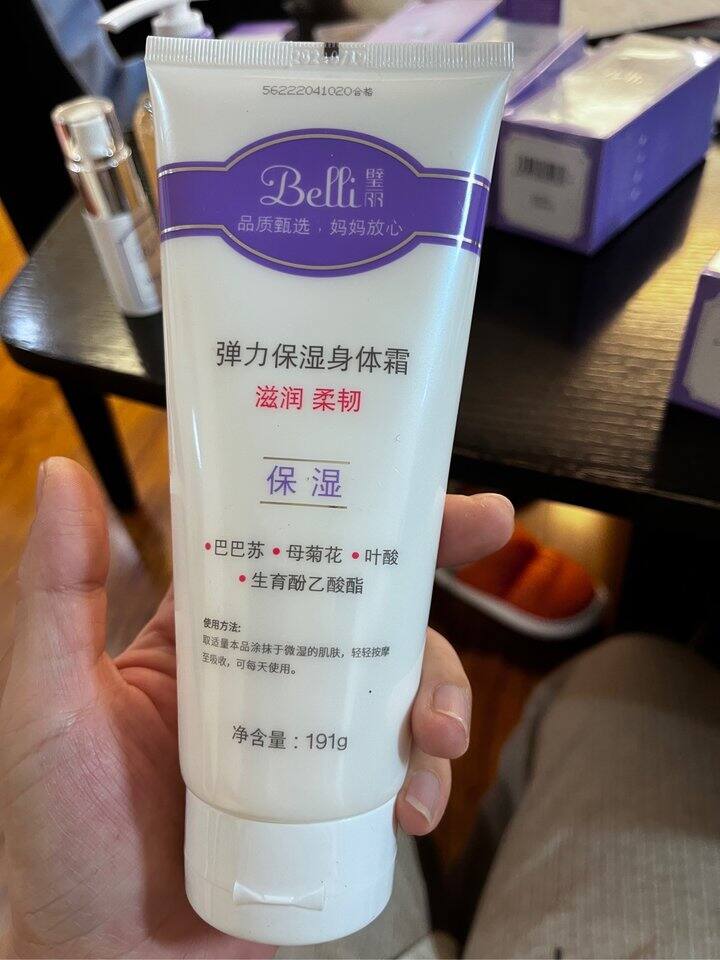 56222041020合格
Belli 璧丽
品质甄选，妈妈放心
弹力保湿身体霜
滋润 柔韧
保湿
•巴巴苏 •母菊花 •叶酸
•生育酚乙酸酯
使用方法:
取适量本品涂抹于微湿的肌肤，轻轻按摩
至吸收，可每天使用。
净含量：191g